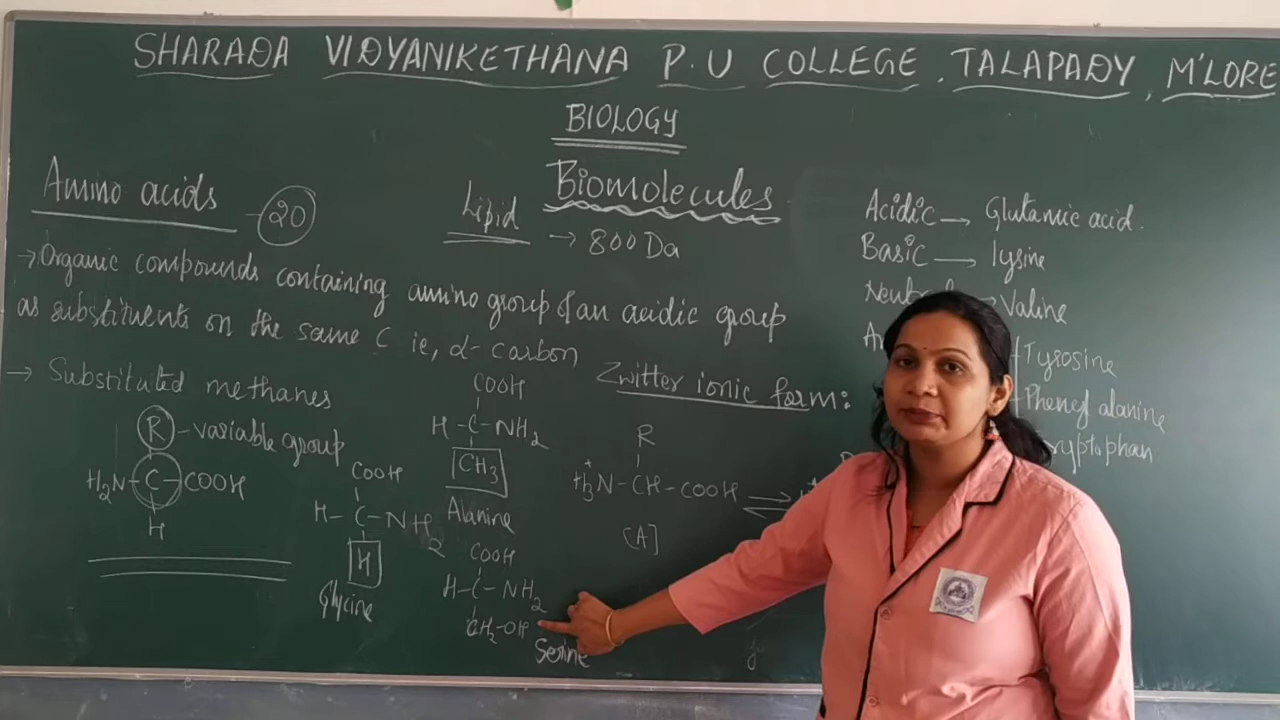 SHARADA VIDYANIKETHANA P.U COLLEGE, TALAPADY, M'LORE
BIOLOGY
Biomolecules
Amino acids - 20
→ Organic compounds containing amino group & an acidic group
as substituents on the same C ie, α-carbon
→ Substituted methanes
R - variable group
H2N-C-COOH
H
COOH
H-C-NH2
H
Glycine
COOH
H-C-NH2
CH3
Alanine
COOH
H-C-NH2
CH2-OH
Serine
Lipid
→ 800 Da
Zwitter ionic form:
R
H3N+-CH-COOH ⇌
[A]
Acidic → Glutamic acid.
Basic → lysine
→ Valine
Tyrosine
Phenyl alanine